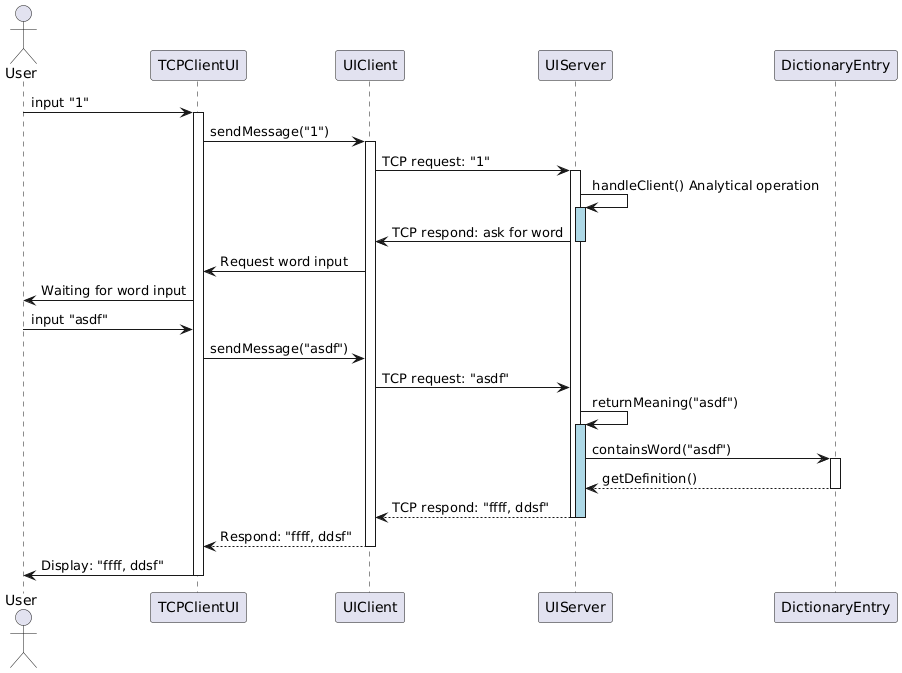 User
TCPClientUI
UIClient
UIServer
DictionaryEntry
input "1"
sendMessage("1")
TCP request: "1"
handleClient() Analytical operation
TCP respond: ask for word
Request word input
Waiting for word input
input "asdf"
sendMessage("asdf")
TCP request: "asdf"
returnMeaning("asdf")
containsWord("asdf")
getDefinition()
TCP respond: "ffff, ddsf"
Respond: "ffff, ddsf"
Display: "ffff, ddsf"
User
TCPClientUI
UIClient
UIServer
DictionaryEntry